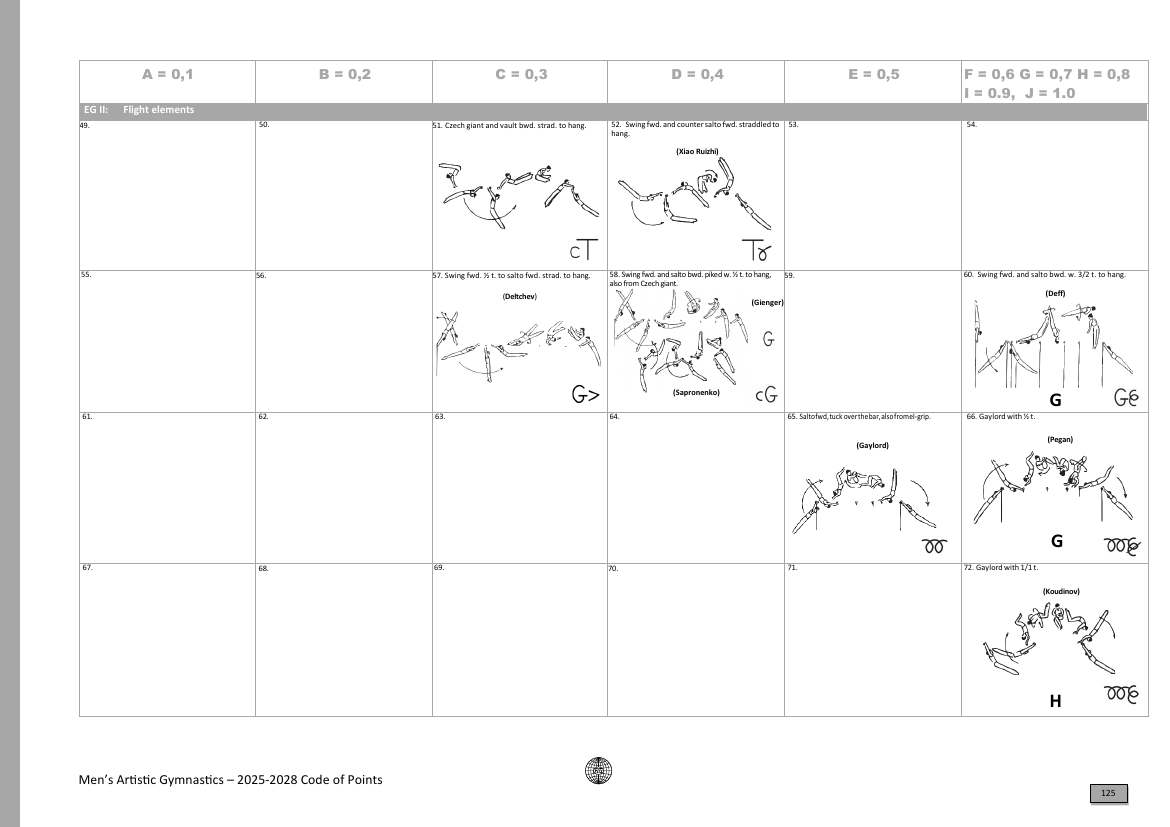 A = 0,1
B = 0,2
C = 0,3
D = 0,4
E = 0,5
F = 0,6 G = 0,7 H = 0,8
I = 0.9, J = 1.0
EG II: Flight elements
49.
50.
51. Czech giant and vault bwd. strad. to hang.
cT
52. Swing fwd. and counter salto fwd. straddled to
hang.
(Xiao Ruizhi)
53.
54.
55.
56.
57. Swing fwd. ½ t. to salto fwd. strad. to hang.
(Deltchev)
G>
58. Swing fwd. and salto bwd. piked w. ½ t. to hang,
also from Czech giant.
(Gienger)
G
(Sapronenko)
cG
59.
60. Swing fwd. and salto bwd. w. 3/2 t. to hang.
(Deff)
G
61.
62.
63.
64.
65. Salto fwd, tuck over the bar, also from el-grip.
(Gaylord)
66. Gaylord with ½ t.
(Pegan)
G
67.
68.
69.
70.
71.
72. Gaylord with 1/1 t.
(Koudinov)
H
Men's Artistic Gymnastics – 2025-2028 Code of Points
125